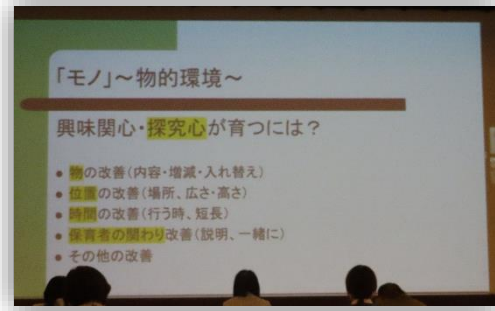 「モノ」～物的環境～
興味関心・探究心が育つには？
● 物の改善（内容・増減・入れ替え）
● 位置の改善（場所、広さ・高さ）
● 時間の改善（行う時、短長）
● 保育者の関わり改善（説明、一緒に）
● その他の改善